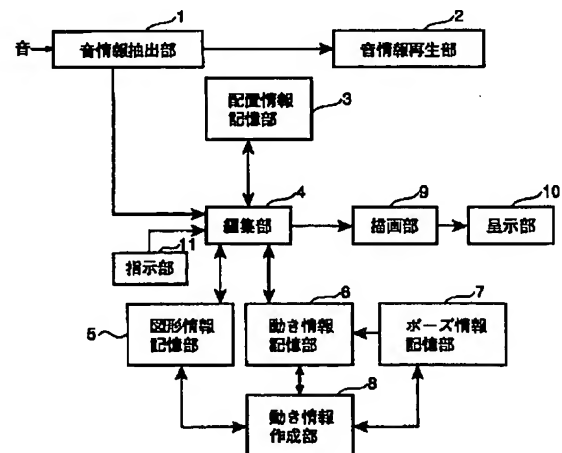 1
2
音
音情報抽出部
音情報再生部
配置情報
記憶部
3
4
9
10
編集部
描画部
呈示部
11
指示部
6
7
5
図形情報
記憶部
動き情報
記憶部
ポーズ情報
記憶部
8
動き情報
作成部